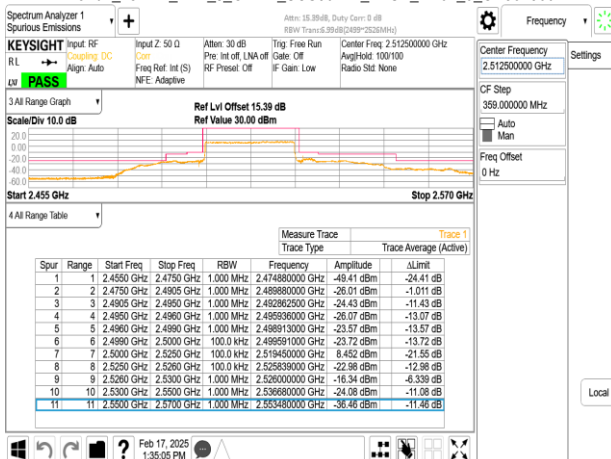 Spectrum Analyzer 1
Spurious Emissions
Attn: 15.39dB, Duty Corr: 0 dB
RBW Trans:6.99dB(2499~2526MHz)
Frequency
KEYSIGHT
R L
PASS
Input: RF
Coupling: DC
Align: Auto
Input Z: 50 Ω
Corr
Freq Ref: Int (S)
NFE: Adaptive
Atten: 30 dB
Pre: Int off, LNA off
RF Preset: Off
Trig: Free Run
Gate: Off
IF Gain: Low
Center Freq: 2.512500000 GHz
Avg|Hold: 100/100
Radio Std: None
Center Frequency
2.512500000 GHz
Settings
CF Step
359.000000 MHz
Auto
Man
Freq Offset
0 Hz
Local
3 All Range Graph
Scale/Div 10.0 dB
Ref Lvl Offset 15.39 dB
Ref Value 30.00 dBm
20.0
0.00
-20.0
-40.0
-60.0
Start 2.455 GHz
Stop 2.570 GHz
4 All Range Table
Measure Trace Trace 1
Trace Type Trace Average (Active)
Spur Range Start Freq Stop Freq RBW Frequency Amplitude ΔLimit
1 1 2.4550 GHz 2.4750 GHz 1.000 MHz 2.474880000 GHz -49.41 dBm -24.41 dB
2 2 2.4750 GHz 2.4905 GHz 1.000 MHz 2.489880000 GHz -26.01 dBm -1.011 dB
3 3 2.4905 GHz 2.4950 GHz 1.000 MHz 2.492862500 GHz -24.43 dBm -11.43 dB
4 4 2.4950 GHz 2.4960 GHz 1.000 MHz 2.495936000 GHz -26.07 dBm -13.07 dB
5 5 2.4960 GHz 2.4990 GHz 1.000 MHz 2.498913000 GHz -23.57 dBm -13.57 dB
6 6 2.4990 GHz 2.5000 GHz 100.0 kHz 2.499591000 GHz -23.72 dBm -13.72 dB
7 7 2.5000 GHz 2.5250 GHz 100.0 kHz 2.519450000 GHz 8.452 dBm -21.55 dB
8 8 2.5250 GHz 2.5260 GHz 100.0 kHz 2.525839000 GHz -22.98 dBm -12.98 dB
9 9 2.5260 GHz 2.5300 GHz 1.000 MHz 2.526000000 GHz -16.34 dBm -6.339 dB
10 10 2.5300 GHz 2.5500 GHz 1.000 MHz 2.536680000 GHz -24.08 dBm -11.08 dB
11 11 2.5500 GHz 2.5700 GHz 1.000 MHz 2.553480000 GHz -36.46 dBm -11.46 dB
?
Feb 17, 2025
1:35:05 PM